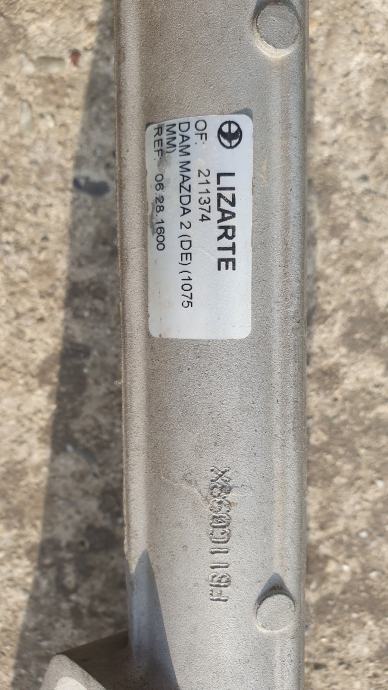 LIZARTE
OF: 211374
DAM MAZDA 2 (DE) (1075
MM)
REF: 06.28.1600